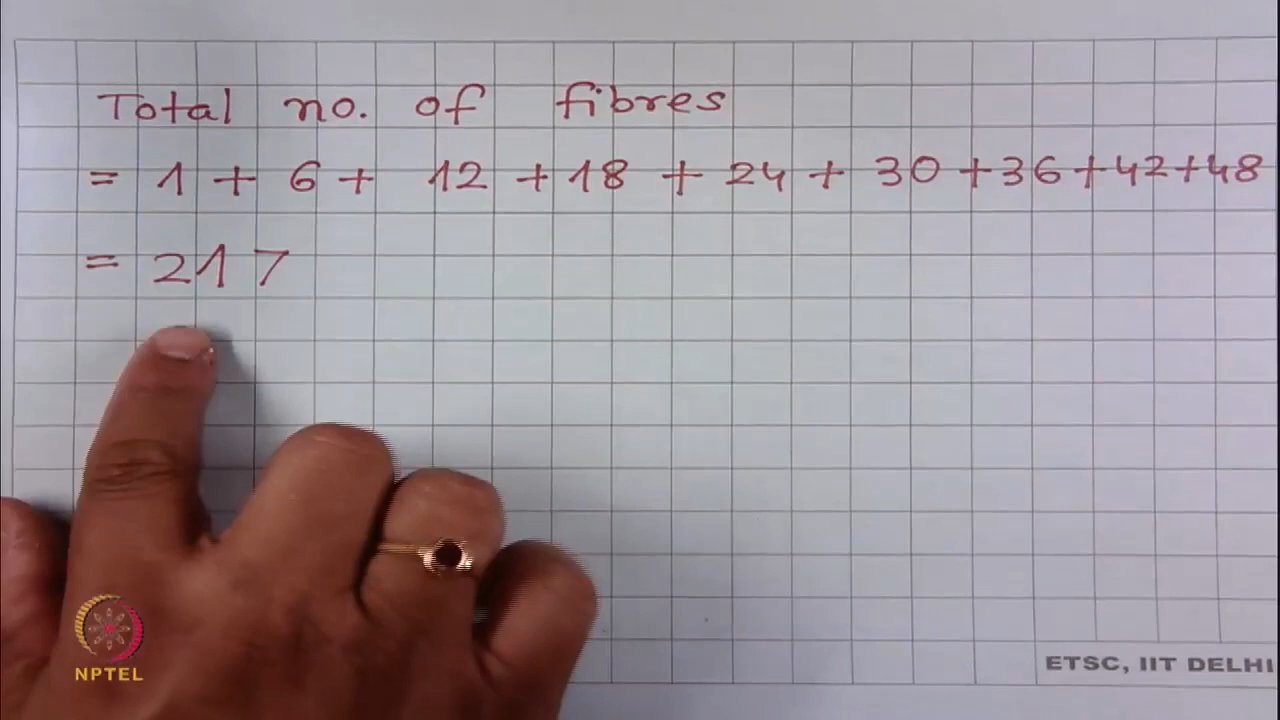 Total no. of fibres
= 1 + 6 + 12 + 18 + 24 + 30 + 36 + 42 + 48
= 217
NPTEL
ETSC, IIT DELHI